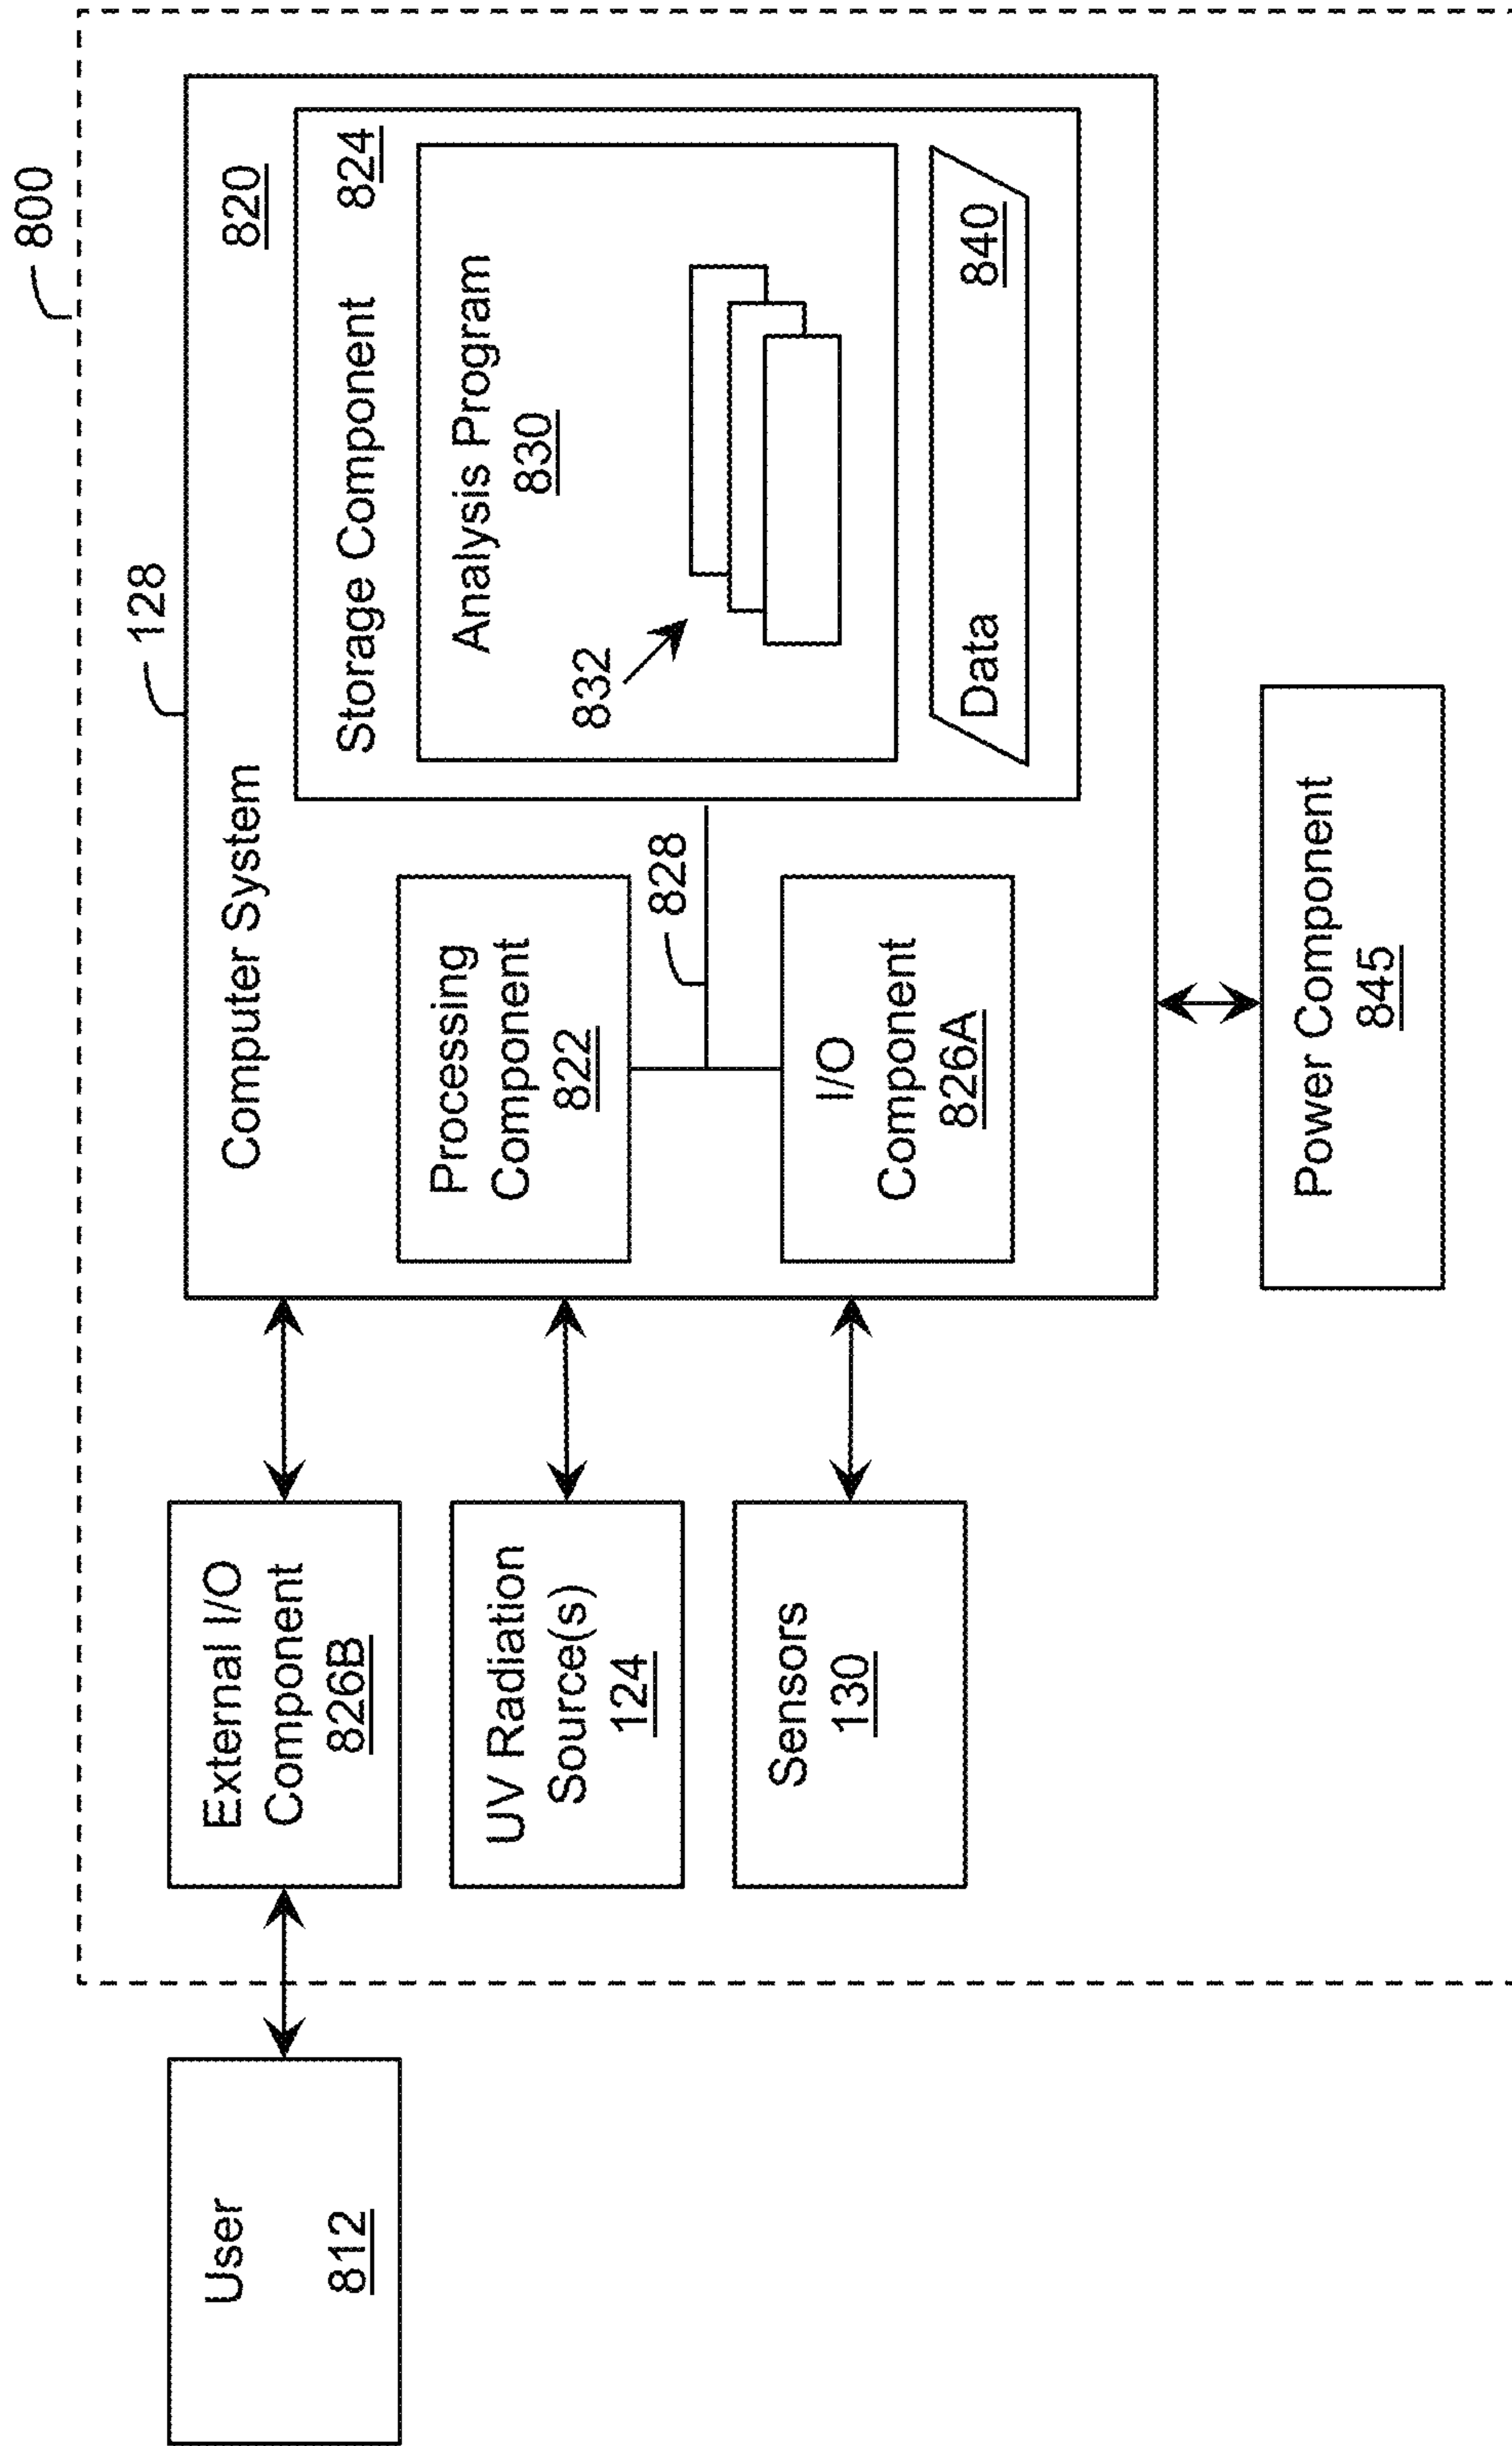 800
128
User
812
External I/O
Component
826B
UV Radiation
Source(s)
124
Sensors
130
Computer System
820
Processing
Component
822
828
I/O
Component
826A
Storage Component
824
Analysis Program
830
832
Data
840
Power Component
845